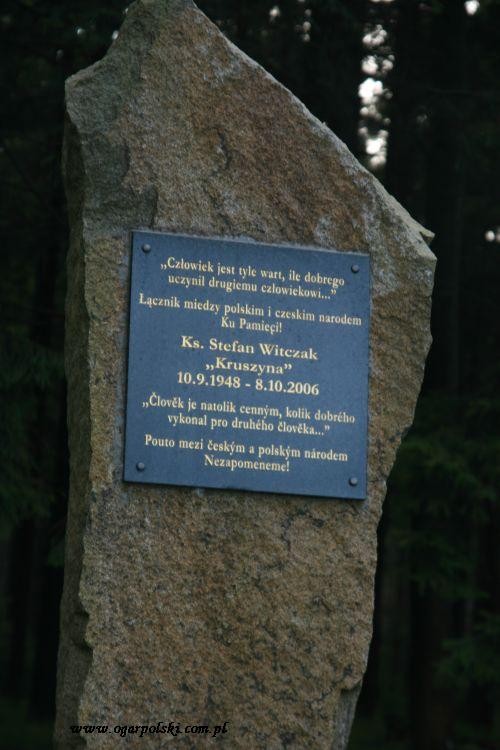 „Człowiek jest tyle wart, ile dobrego
uczynił drugiemu człowiekowi..."
Łącznik miedzy polskim i czeskim narodem
Ku Pamięçi!
Ks. Stefan Witczak
„Kruszyna"
10.9.1948 - 8.10.2006
„Člověk je natolik cenným, kolik dobrého
vykonal pro druhého člověka..."
Pouto mezi českým a polským národem
Nezapomeneme!
www.ogarpolski.com.pl